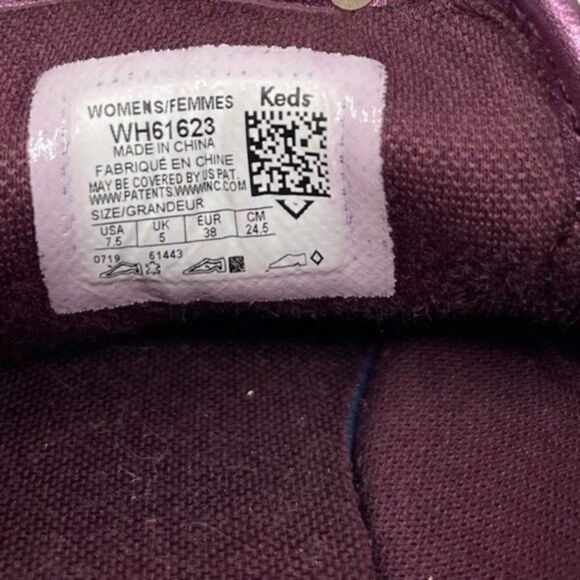 Keds
WOMENS/FEMMES
WH61623
MADE IN CHINA
FABRIQUÉ EN CHINE
MAY BE COVERED BY US PAT.
WWW.PATENTS.WWWINC.COM
SIZE/GRANDEUR
USA UK EUR CM
7.5 5 38 24.5
0719 61443